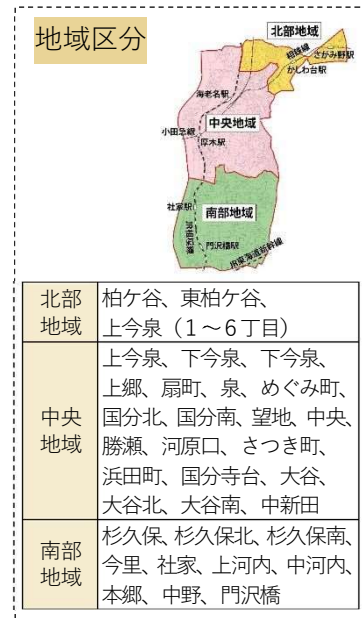 地域区分
北部地域
相鉄線
さがみ野駅
かしわ台駅
海老名駅
中央地域
小田急線
厚木駅
社家駅
南部地域
門沢橋駅
JR東海道新幹線
北部
地域
柏ケ谷、東柏ケ谷、
上今泉（1～6丁目）
中央
地域
上今泉、下今泉、下今泉、
上郷、扇町、泉、めぐみ町、
国分北、国分南、望地、中央、
勝瀬、河原口、さつき町、
浜田町、国分寺台、大谷、
大谷北、大谷南、中新田
南部
地域
杉久保、杉久保北、杉久保南、
今里、社家、上河内、中河内、
本郷、中野、門沢橋